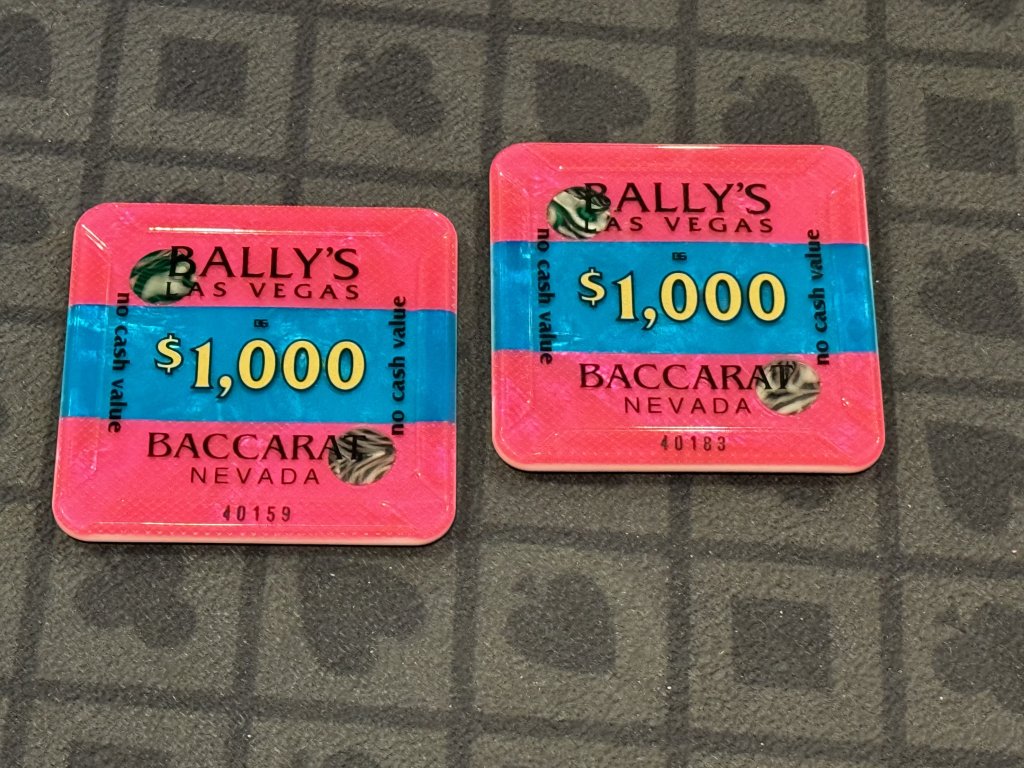 BALLY'S
LAS VEGAS
no cash value
$1,000
no cash value
BACCARAT
NEVADA
40159
BALLY'S
LAS VEGAS
no cash value
$1,000
no cash value
BACCARAT
NEVADA
40183